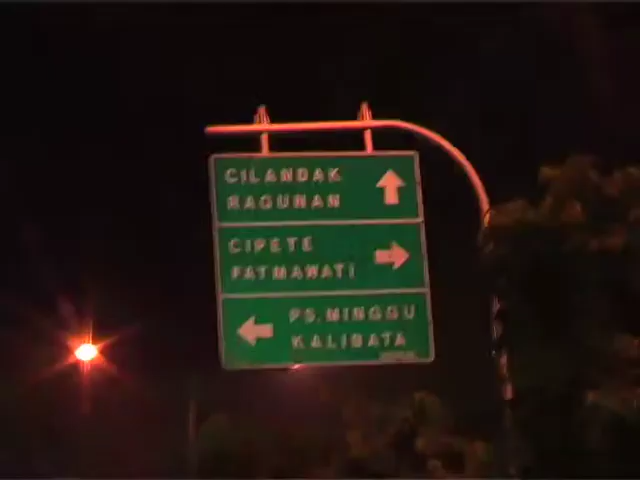 CILANDAK
RAGUNAN
CIPETE
FATMAWATI
PS. MINGGU
KALIBATA